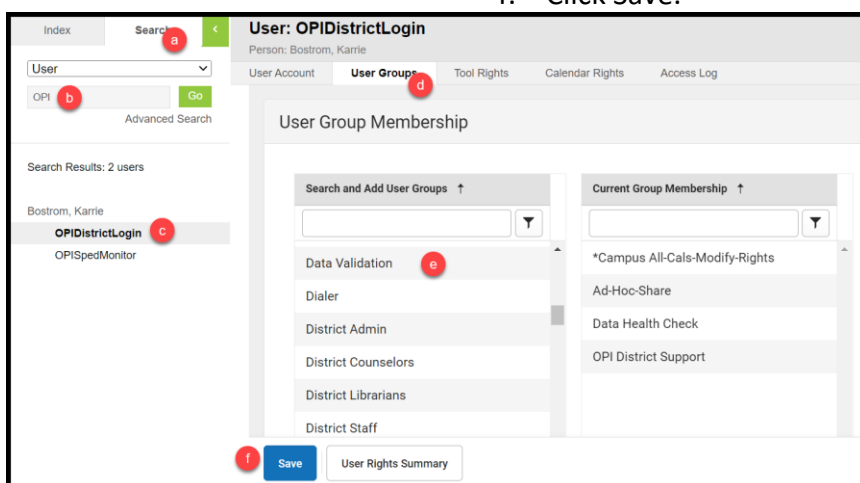 f. Click Save.
Index Search a <
User: OPIDistrictLogin
Person: Bostrom, Karrie
User
OPI b Go
Advanced Search
User Account User Groups d Tool Rights Calendar Rights Access Log
User Group Membership
Search Results: 2 users
Search and Add User Groups ↑ Current Group Membership ↑
Bostrom, Karrie
OPIDistrictLogin c
OPISpedMonitor
Data Validation e
Dialer
District Admin
District Counselors
District Librarians
District Staff
*Campus All-Cals-Modify-Rights
Ad-Hoc-Share
Data Health Check
OPI District Support
f Save User Rights Summary